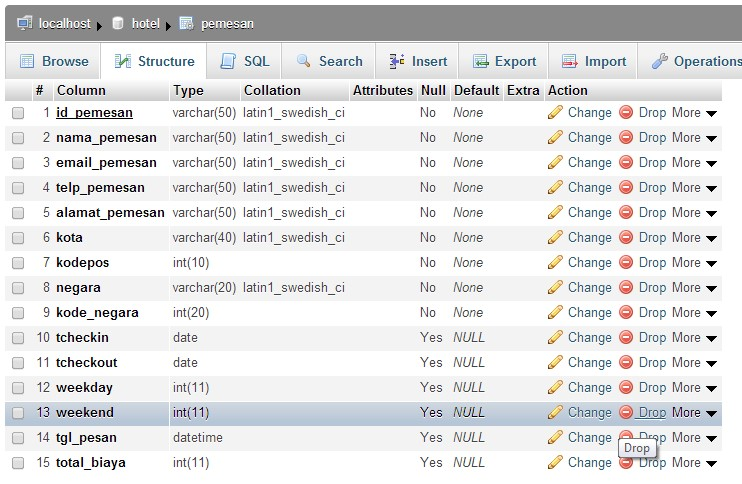 localhost hotel pemesan
Browse Structure SQL Search Insert Export Import Operations
# Column Type Collation Attributes Null Default Extra Action
1 id_pemesan varchar(50) latin1_swedish_ci No None Change Drop More
2 nama_pemesan varchar(50) latin1_swedish_ci No None Change Drop More
3 email_pemesan varchar(50) latin1_swedish_ci No None Change Drop More
4 telp_pemesan varchar(50) latin1_swedish_ci No None Change Drop More
5 alamat_pemesan varchar(50) latin1_swedish_ci No None Change Drop More
6 kota varchar(40) latin1_swedish_ci No None Change Drop More
7 kodepos int(10) No None Change Drop More
8 negara varchar(20) latin1_swedish_ci No None Change Drop More
9 kode_negara int(20) No None Change Drop More
10 tcheckin date Yes NULL Change Drop More
11 tcheckout date Yes NULL Change Drop More
12 weekday int(11) Yes NULL Change Drop More
13 weekend int(11) Yes NULL Change Drop More
14 tgl_pesan datetime Yes NULL Change Drop More
Drop
15 total_biaya int(11) Yes NULL Change Drop More